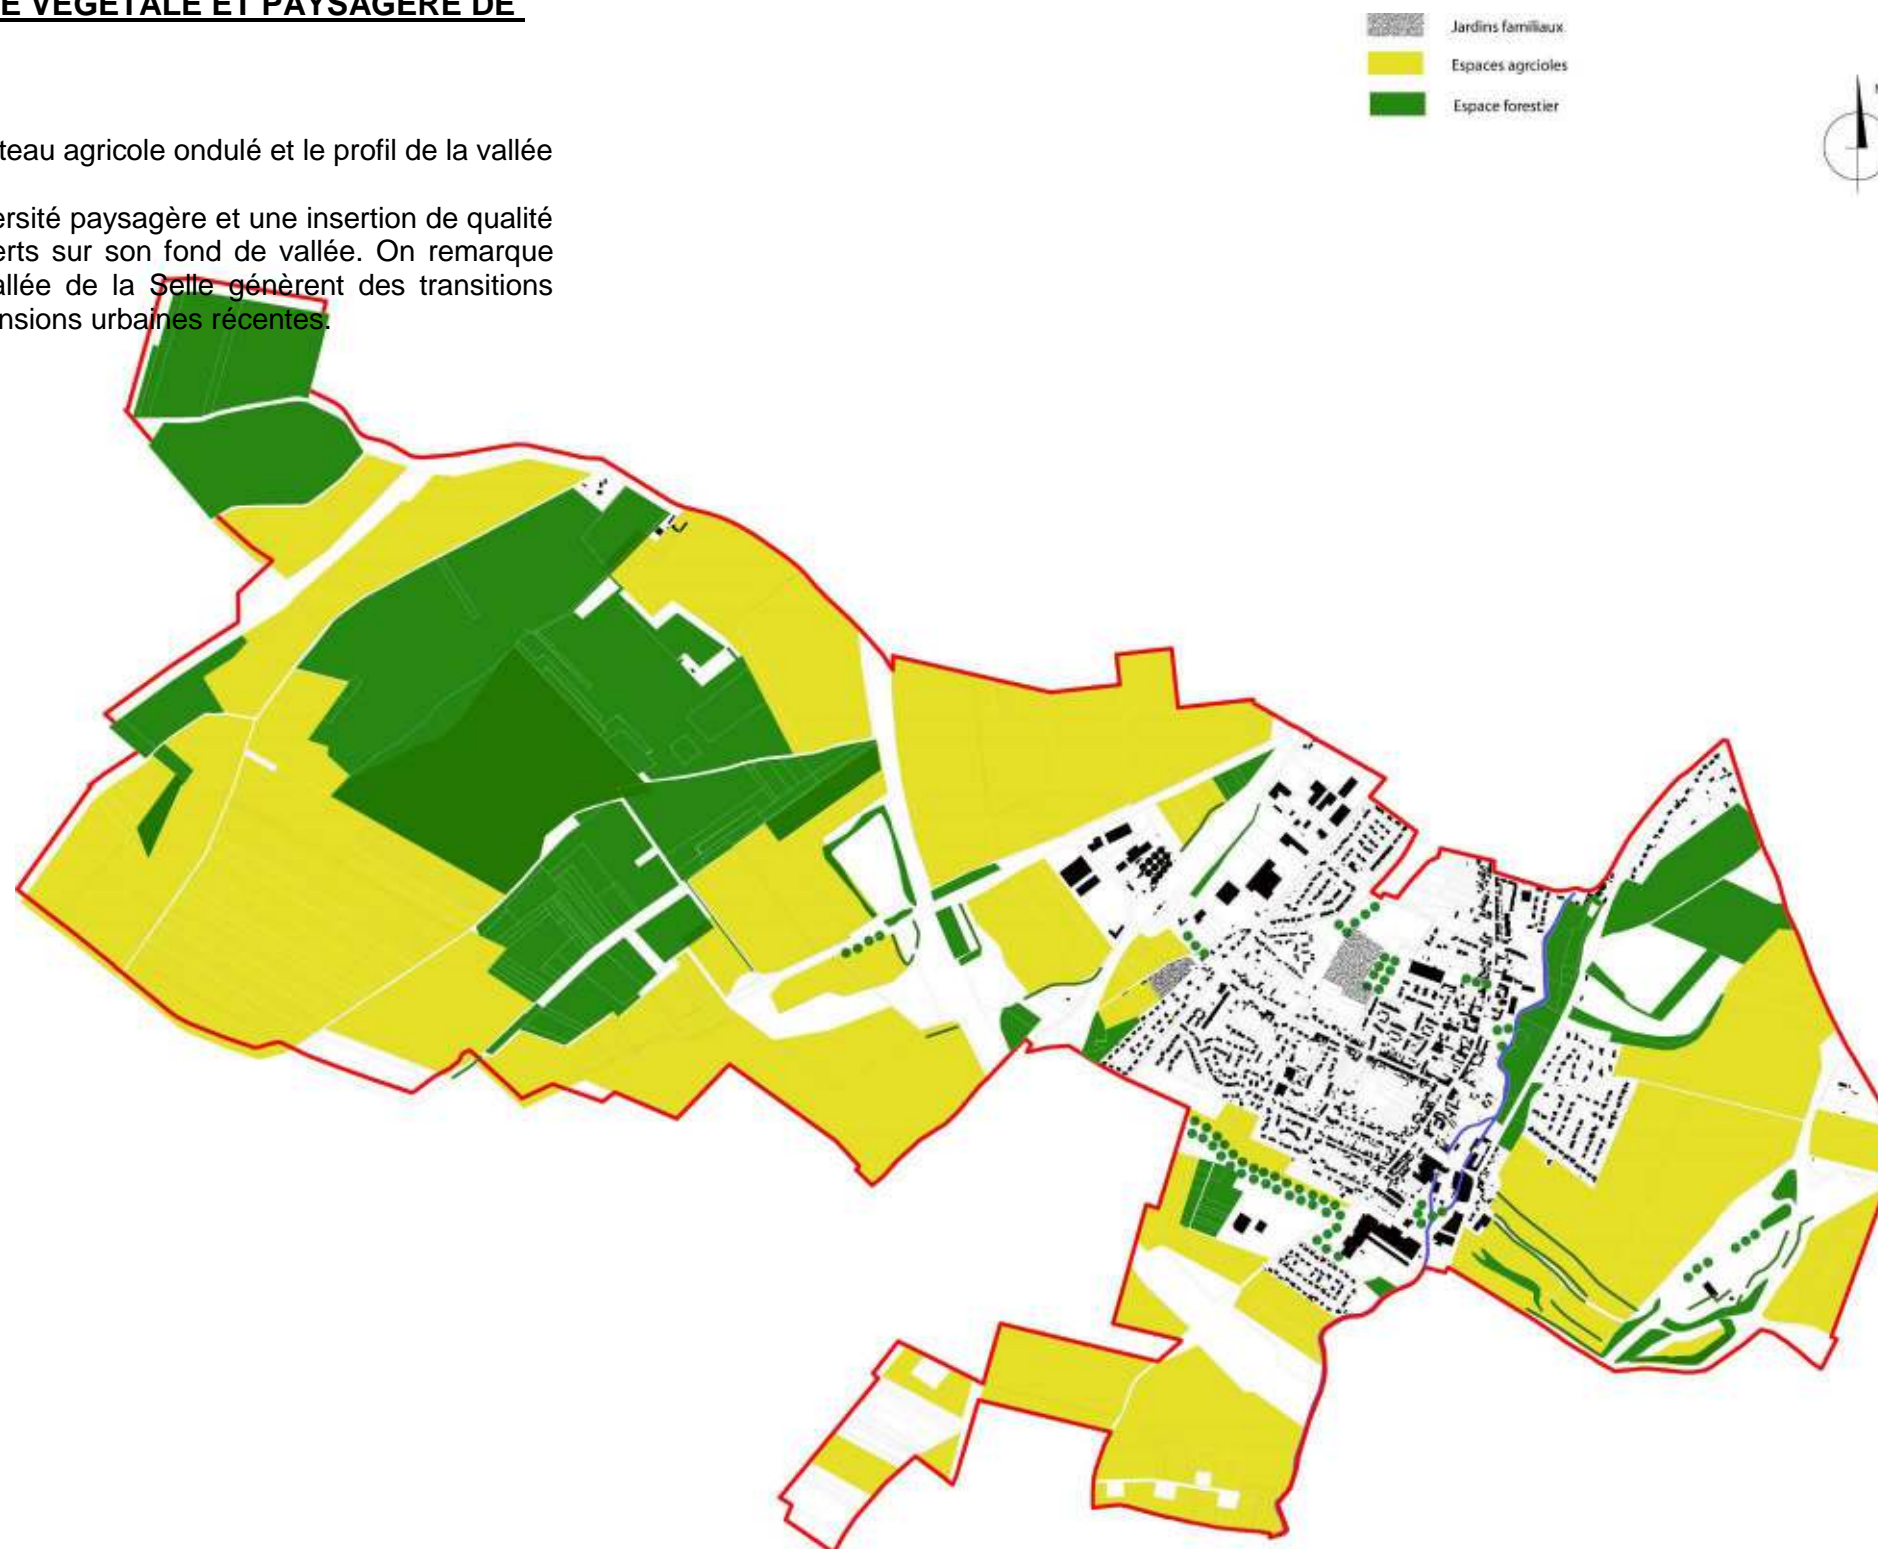 E VÉGÉTALE ET PAYSAGÈRE DE
Jardins familiaux
Espaces agrcioles
Espace forestier
teau agricole ondulé et le profil de la vallée
ersité paysagère et une insertion de qualité
erts sur son fond de vallée. On remarque
allée de la Selle génèrent des transitions
nsions urbaines récentes.